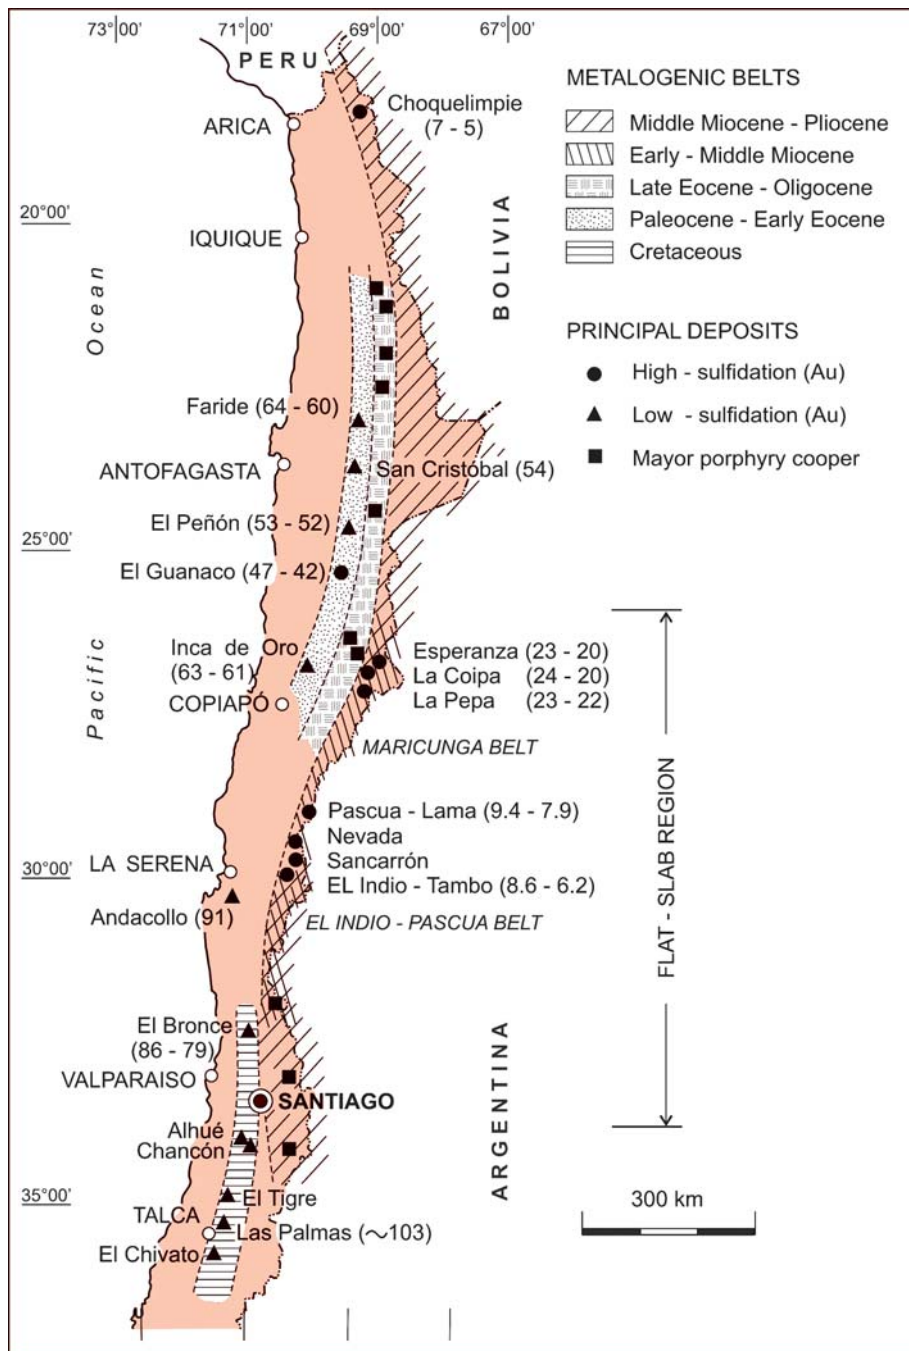 73°00' 71°00' 69°00' 67°00'
PERU
METALOGENIC BELTS
Middle Miocene - Pliocene
Early - Middle Miocene
Late Eocene - Oligocene
Paleocene - Early Eocene
Cretaceous
PRINCIPAL DEPOSITS
High - sulfidation (Au)
Low - sulfidation (Au)
Mayor porphyry cooper
Choquelimpie
(7 - 5)
ARICA
20°00'
IQUIQUE
BOLIVIA
Ocean
Faride (64 - 60)
ANTOFAGASTA
San Cristóbal (54)
El Peñón (53 - 52)
25°00'
El Guanaco (47 - 42)
Inca de Oro
(63 - 61)
Esperanza (23 - 20)
La Coipa (24 - 20)
La Pepa (23 - 22)
COPIAPÓ
Pacific
MARICUNGA BELT
Pascua - Lama (9.4 - 7.9)
Nevada
Sancarrón
EL Indio - Tambo (8.6 - 6.2)
LA SERENA
30°00'
Andacollo (91)
EL INDIO - PASCUA BELT
FLAT - SLAB REGION
El Bronce
(86 - 79)
VALPARAISO
SANTIAGO
ARGENTINA
Alhué
Chancón
35°00'
El Tigre
TALCA
Las Palmas (~103)
El Chivato
300 km